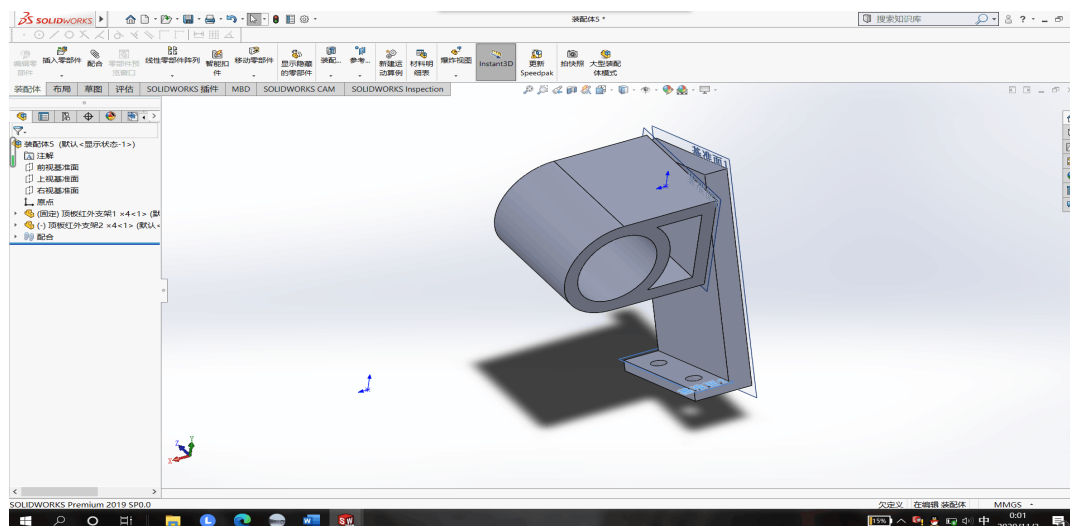 SOLIDWORKS
装配体5 *
搜索知识库
编辑零部件
插入零部件
配合
零部件预览窗口
线性零部件阵列
智能扣件
移动零部件
显示隐藏的零部件
装配...
参考...
新建运动算例
材料明细表
爆炸视图
Instant3D
更新 Speedpak
拍快照
大型装配体模式
装配体 布局 草图 评估 SOLIDWORKS 插件 MBD SOLIDWORKS CAM SOLIDWORKS Inspection
装配体5 (默认<显示状态-1>)
注解
前视基准面
上视基准面
右视基准面
原点
(固定) 顶板红外支架1 ×4<1> (默
(-) 顶板红外支架2 ×4<1> (默认<
配合
基准面1
Z Y
X
SOLIDWORKS Premium 2019 SP0.0
欠定义 在编辑 装配体 MMGS
15% 中 0:01